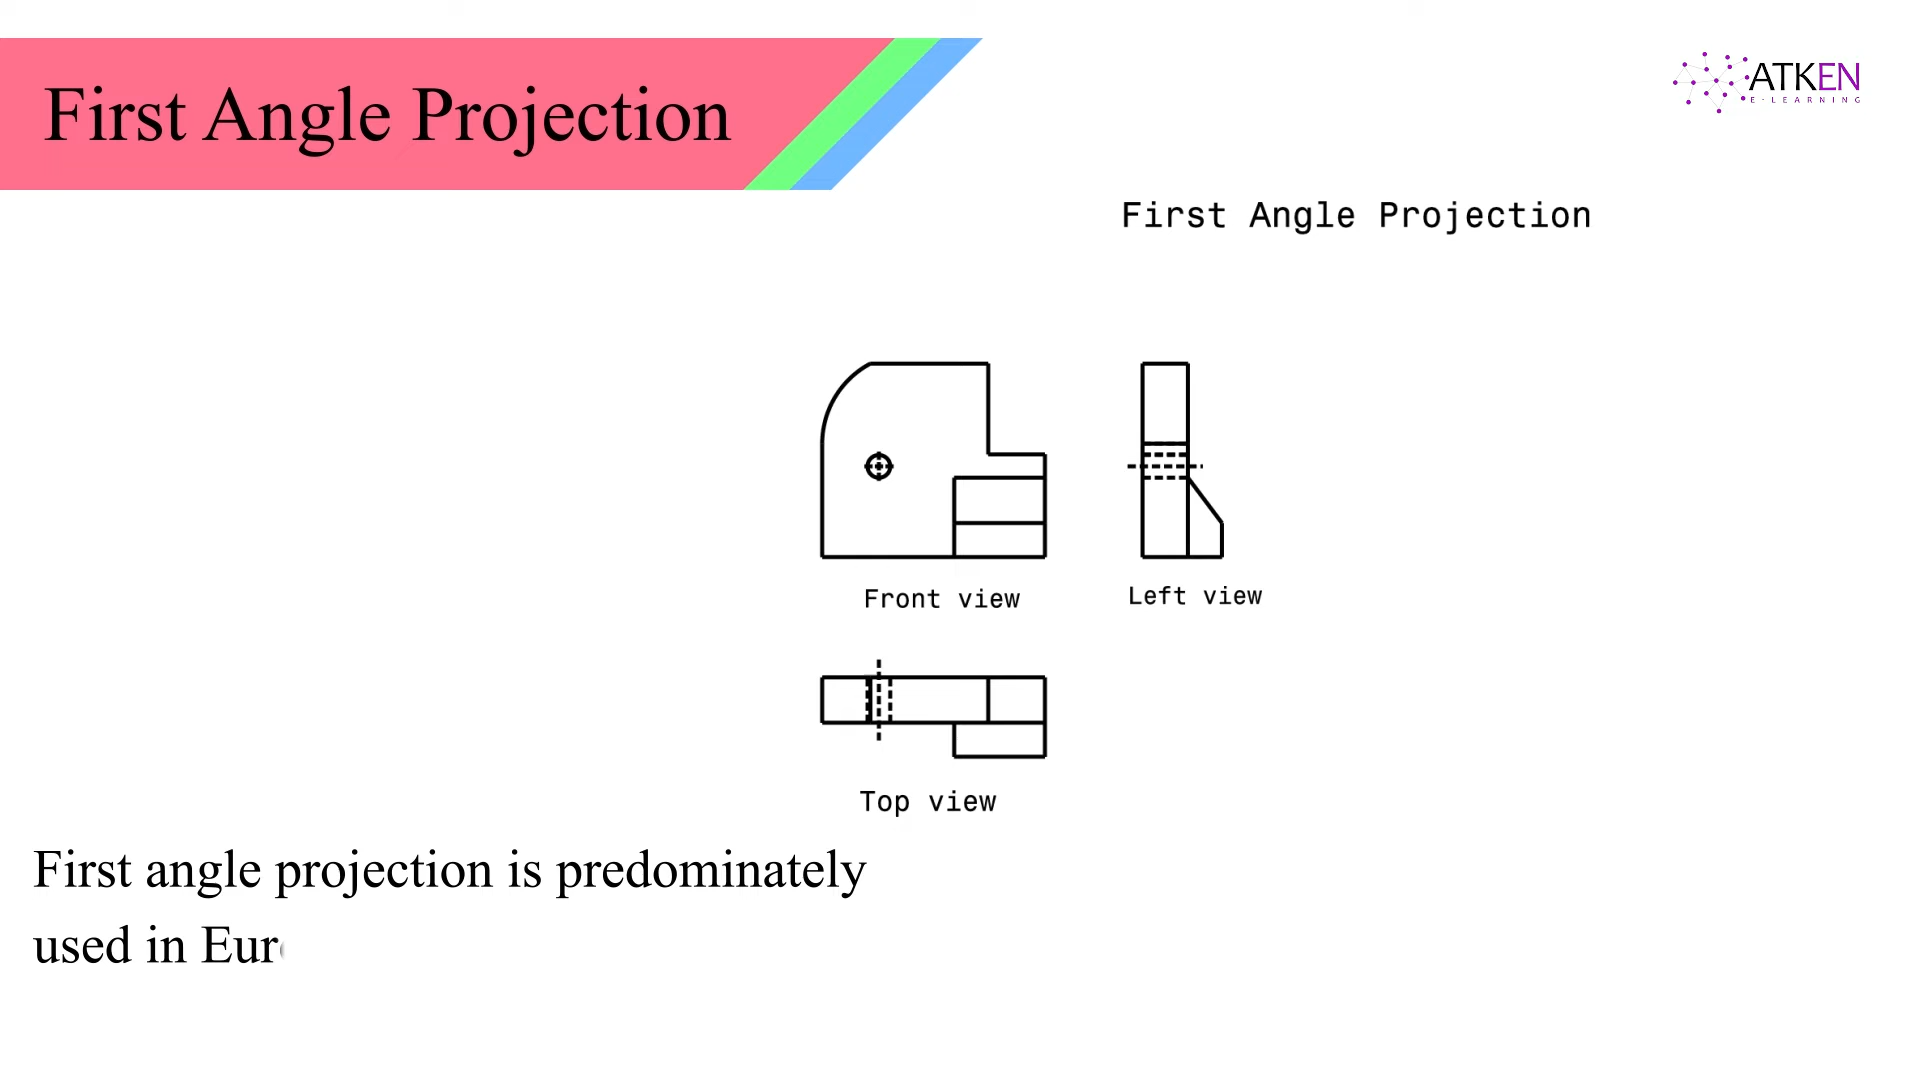 First Angle Projection
ATKEN
E-LEARNING
First Angle Projection
Front view
Left view
Top view
First angle projection is predominately
used in